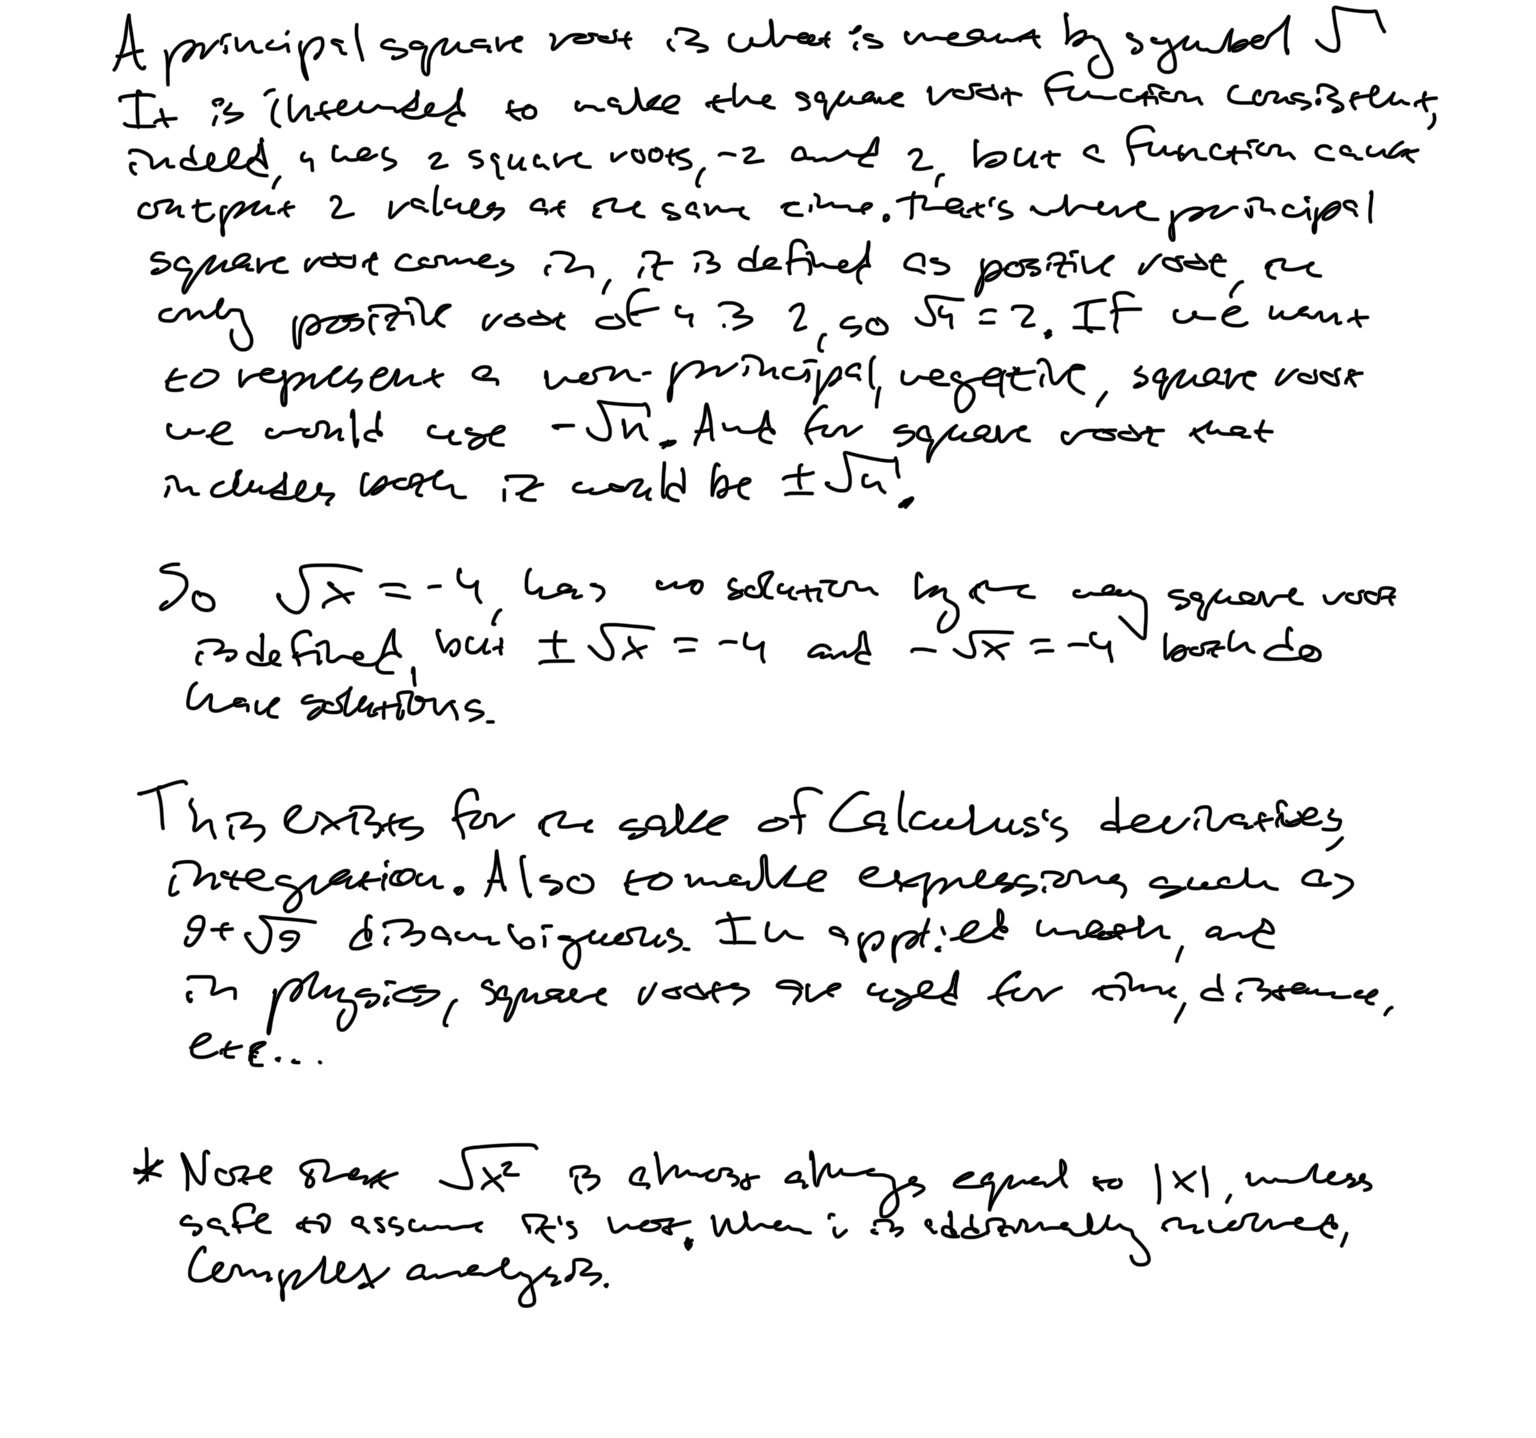 A principal square root is what is meant by symbol √
It is intended to make the square root function consistent,
indeed, 4 has 2 square roots, -2 and 2, but a function can't
output 2 values at the same time. That's where principal
square root comes in, it is defined as positive root, the
only positive root of 4 is 2, so √4 = 2. If we want
to represent a non-principal, negative, square root
we would use -√n. And for square root that
includes both it would be ±√n.
So √x = -4, has no solution by the way square root
is defined, but ±√x = -4 and -√x = -4 both do
have solutions.
This exists for the sake of Calculus's derivatives,
integration. Also to make expressions such as
9+√9 disambiguous. In applied math, and
in physics, square roots are used for time, distance,
etc...
* Note that √x² is almost always equal to |x|, unless
safe to assume it's not. When i is additionally involved,
Complex analysis.